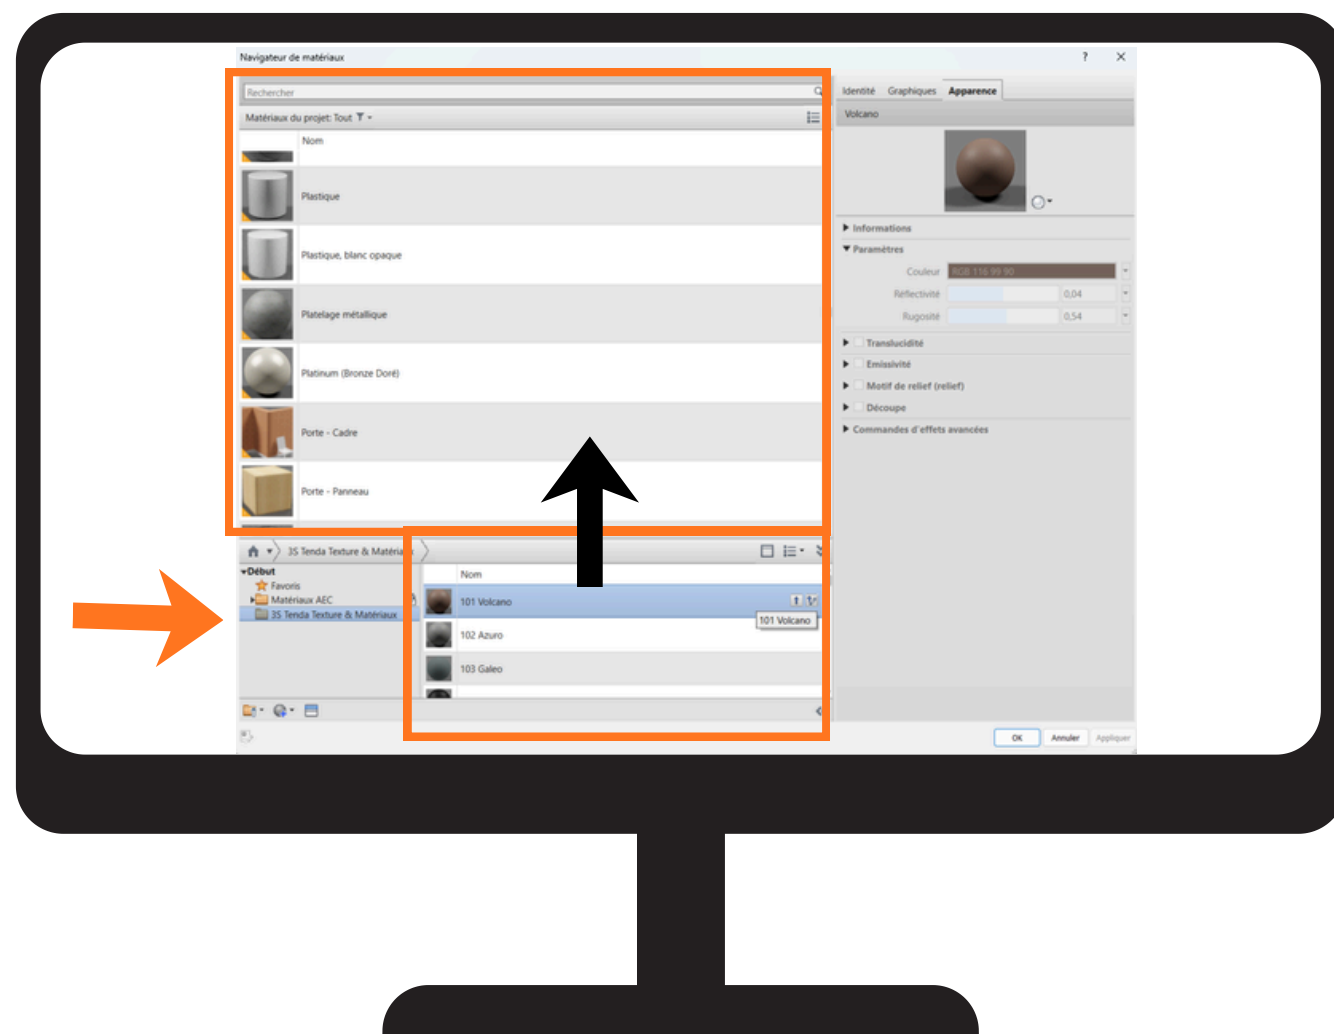 Navigateur de matériaux
?
Rechercher
Matériaux du projet: Tout
Nom
Plastique
Plastique, blanc opaque
Platelage métallique
Platinum (Bronze Doré)
Porte - Cadre
Porte - Panneau
3S Tenda Texture & Matériaux
Début
Favoris
Matériaux AEC
3S Tenda Texture & Matériaux
Nom
101 Volcano
101 Volcano
102 Azuro
103 Galeo
Identité Graphiques Apparence
Volcano
Informations
Paramètres
Couleur RGB 116 99 90
Réflectivité 0,04
Rugosité 0,54
Translucidité
Emissivité
Motif de relief (relief)
Découpe
Commandes d'effets avancées
OK Annuler Appliquer